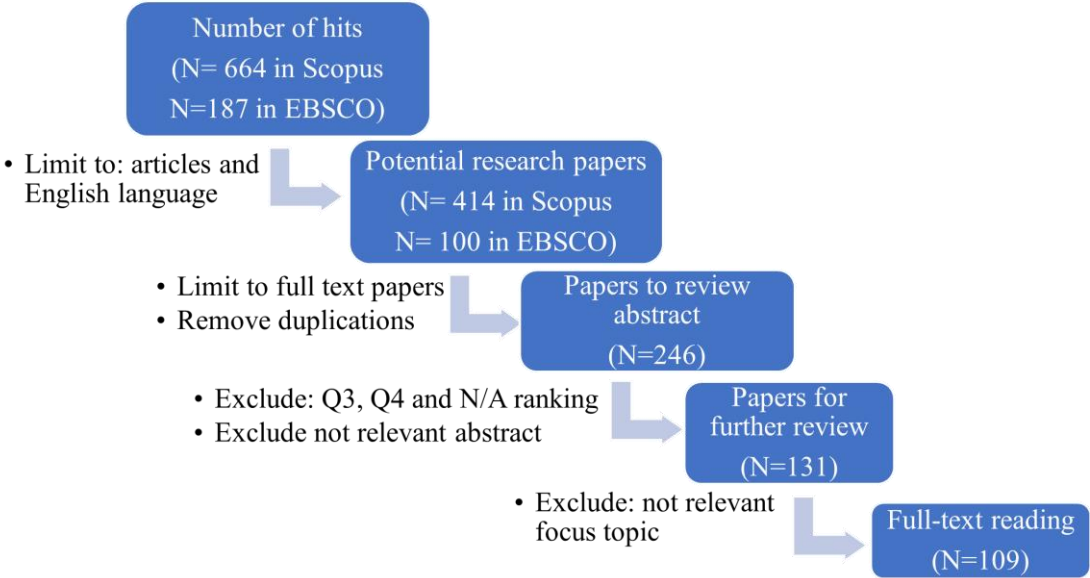 Number of hits
(N= 664 in Scopus
N=187 in EBSCO)
• Limit to: articles and
English language
Potential research papers
(N= 414 in Scopus
N= 100 in EBSCO)
• Limit to full text papers
• Remove duplications
Papers to review
abstract
(N=246)
• Exclude: Q3, Q4 and N/A ranking
• Exclude not relevant abstract
Papers for
further review
(N=131)
• Exclude: not relevant
focus topic
Full-text reading
(N=109)